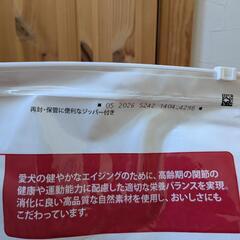 05 2026 5242 1404:4298
再封・保管に便利なジッパー付き
愛犬の健やかなエイジングのために、高齢期の関節の
健康や運動能力に配慮した適切な栄養バランスを実現。
消化に良い高品質な自然素材を使用し、おいしさにも
こだわっています。